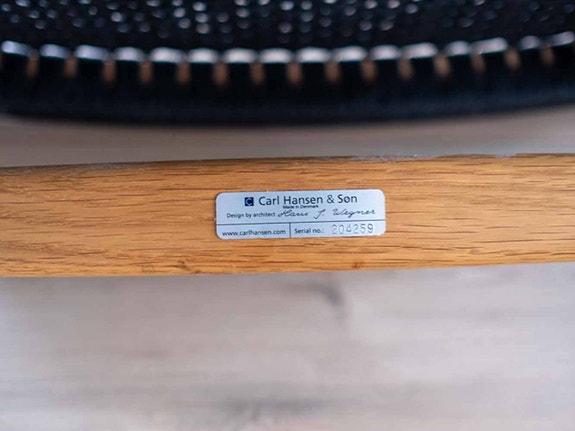 C Carl Hansen & Søn
Made in Denmark
Design by architect Hans J. Wegner
www.carlhansen.com Serial no.: 204259